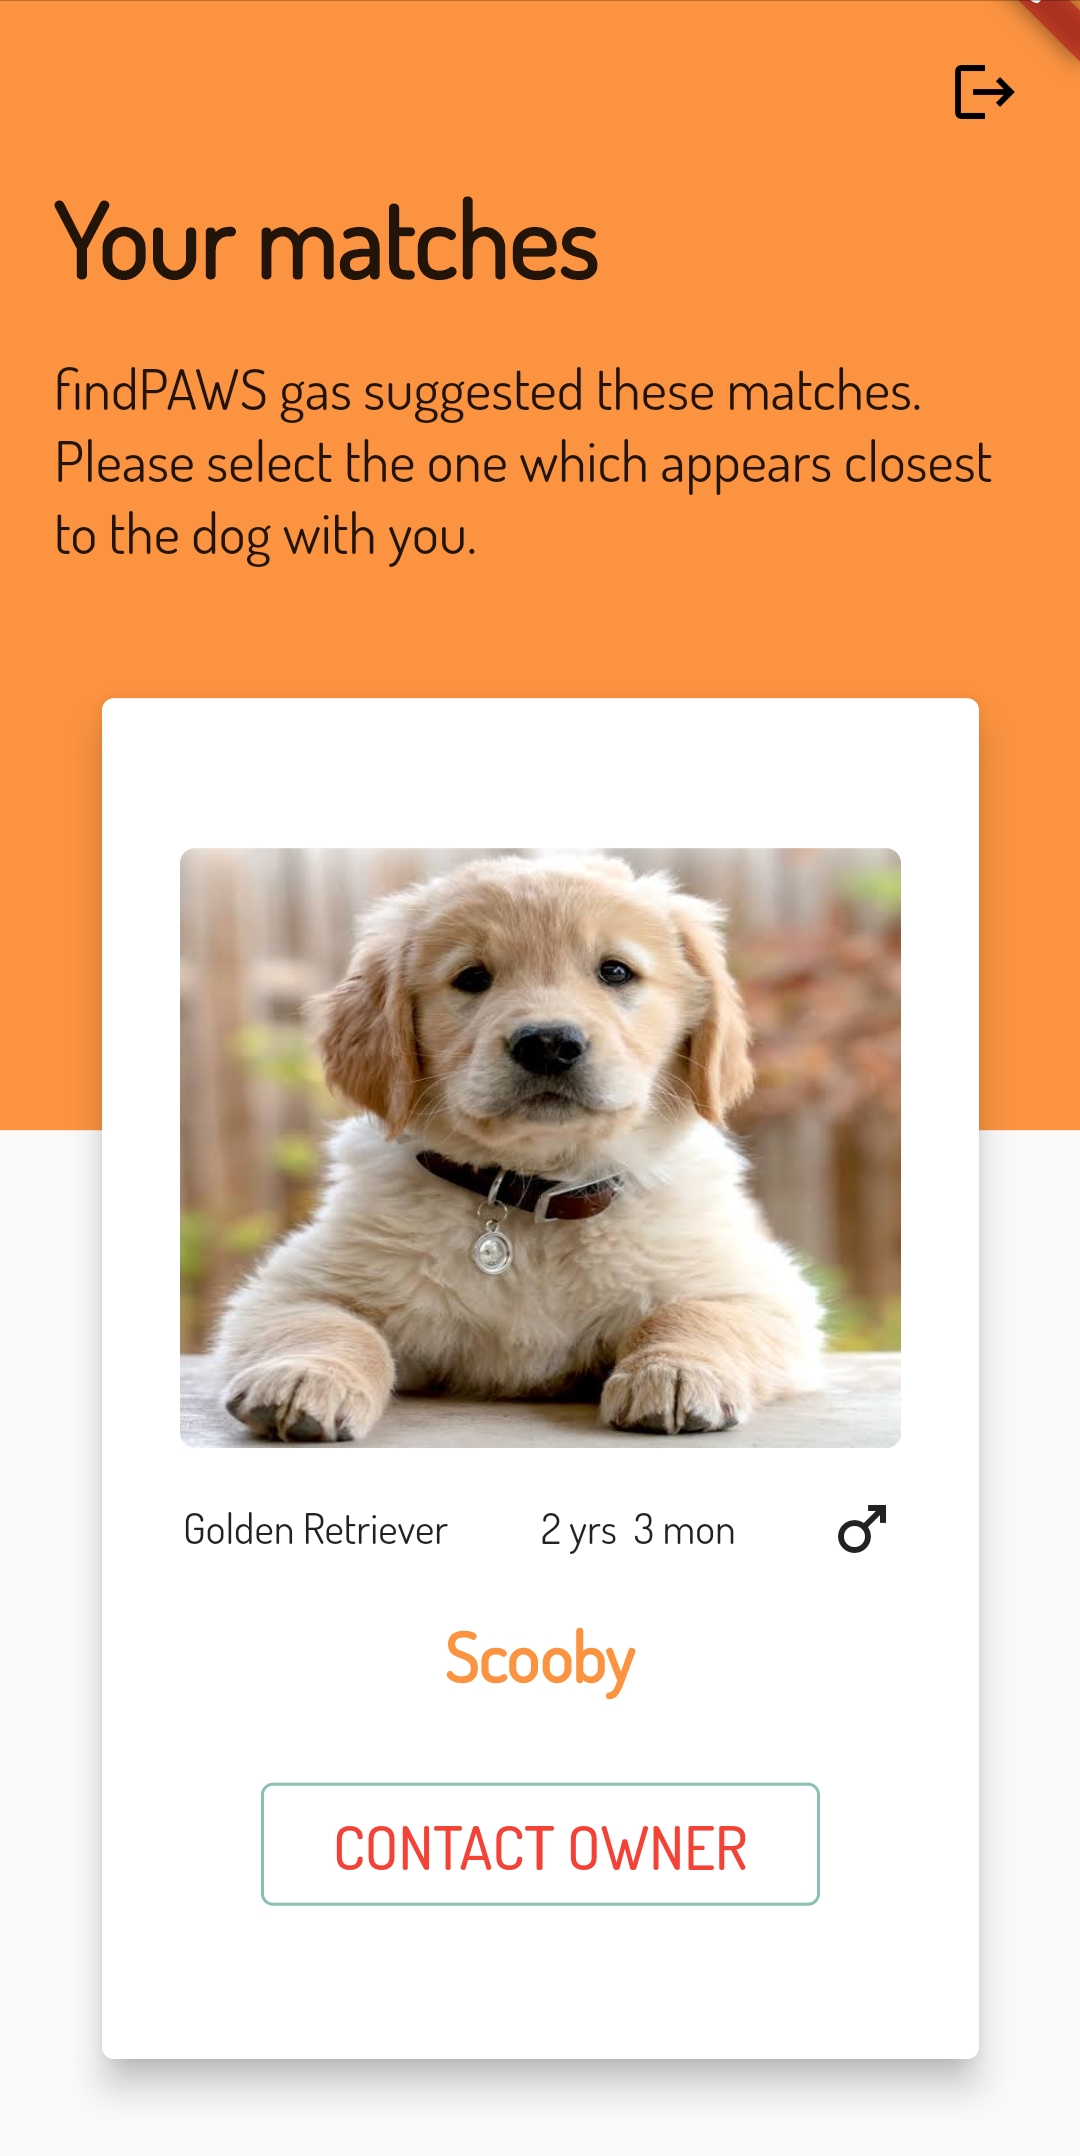 Your matches
findPAWS gas suggested these matches.
Please select the one which appears closest
to the dog with you.
Golden Retriever 2 yrs 3 mon
Scooby
CONTACT OWNER